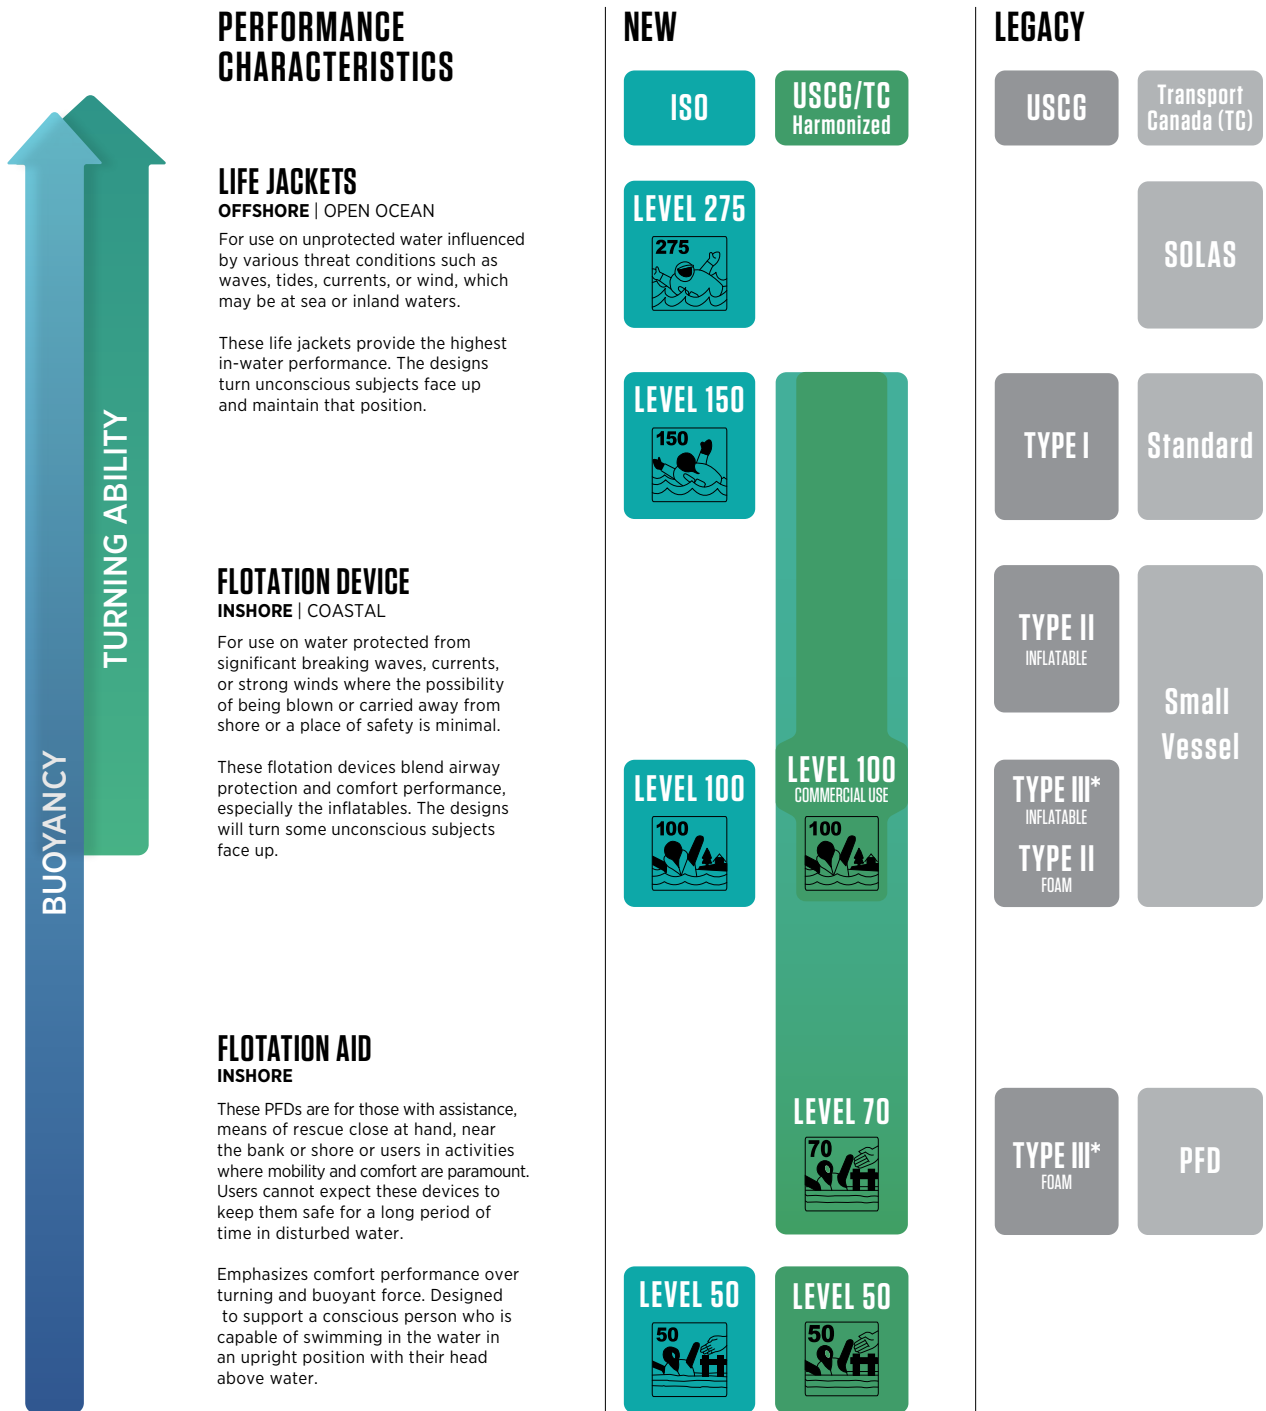 PERFORMANCE
CHARACTERISTICS
NEW
LEGACY
ISO
USCG/TC
Harmonized
USCG
Transport
Canada (TC)
TURNING ABILITY
BUOYANCY
LIFE JACKETS
OFFSHORE | OPEN OCEAN
For use on unprotected water influenced
by various threat conditions such as
waves, tides, currents, or wind, which
may be at sea or inland waters.
These life jackets provide the highest
in-water performance. The designs
turn unconscious subjects face up
and maintain that position.
LEVEL 275
275
SOLAS
LEVEL 150
150
TYPE I
Standard
FLOTATION DEVICE
INSHORE | COASTAL
For use on water protected from
significant breaking waves, currents,
or strong winds where the possibility
of being blown or carried away from
shore or a place of safety is minimal.
These flotation devices blend airway
protection and comfort performance,
especially the inflatables. The designs
will turn some unconscious subjects
face up.
LEVEL 100
100
LEVEL 100
COMMERCIAL USE
100
TYPE II
INFLATABLE
TYPE III*
INFLATABLE
TYPE II
FOAM
Small
Vessel
FLOTATION AID
INSHORE
These PFDs are for those with assistance,
means of rescue close at hand, near
the bank or shore or users in activities
where mobility and comfort are paramount.
Users cannot expect these devices to
keep them safe for a long period of
time in disturbed water.
Emphasizes comfort performance over
turning and buoyant force. Designed
to support a conscious person who is
capable of swimming in the water in
an upright position with their head
above water.
LEVEL 70
70
TYPE III*
FOAM
PFD
LEVEL 50
50
LEVEL 50
50